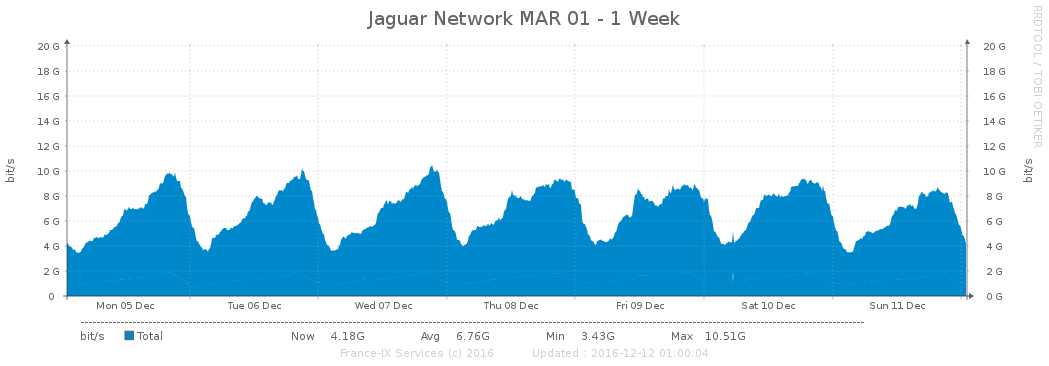 Jaguar Network MAR 01 - 1 Week
RRDTOOL / TOBI OETIKER
bit/s
20 G
18 G
16 G
14 G
12 G
10 G
8 G
6 G
4 G
2 G
0
20 G
18 G
16 G
14 G
12 G
10 G
8 G
6 G
4 G
2 G
0 G
bit/s
Mon 05 Dec Tue 06 Dec Wed 07 Dec Thu 08 Dec Fri 09 Dec Sat 10 Dec Sun 11 Dec
bit/s Total Now 4.18G Avg 6.76G Min 3.43G Max 10.51G
France-IX Services (c) 2016 Updated : 2016-12-12 01:00:04